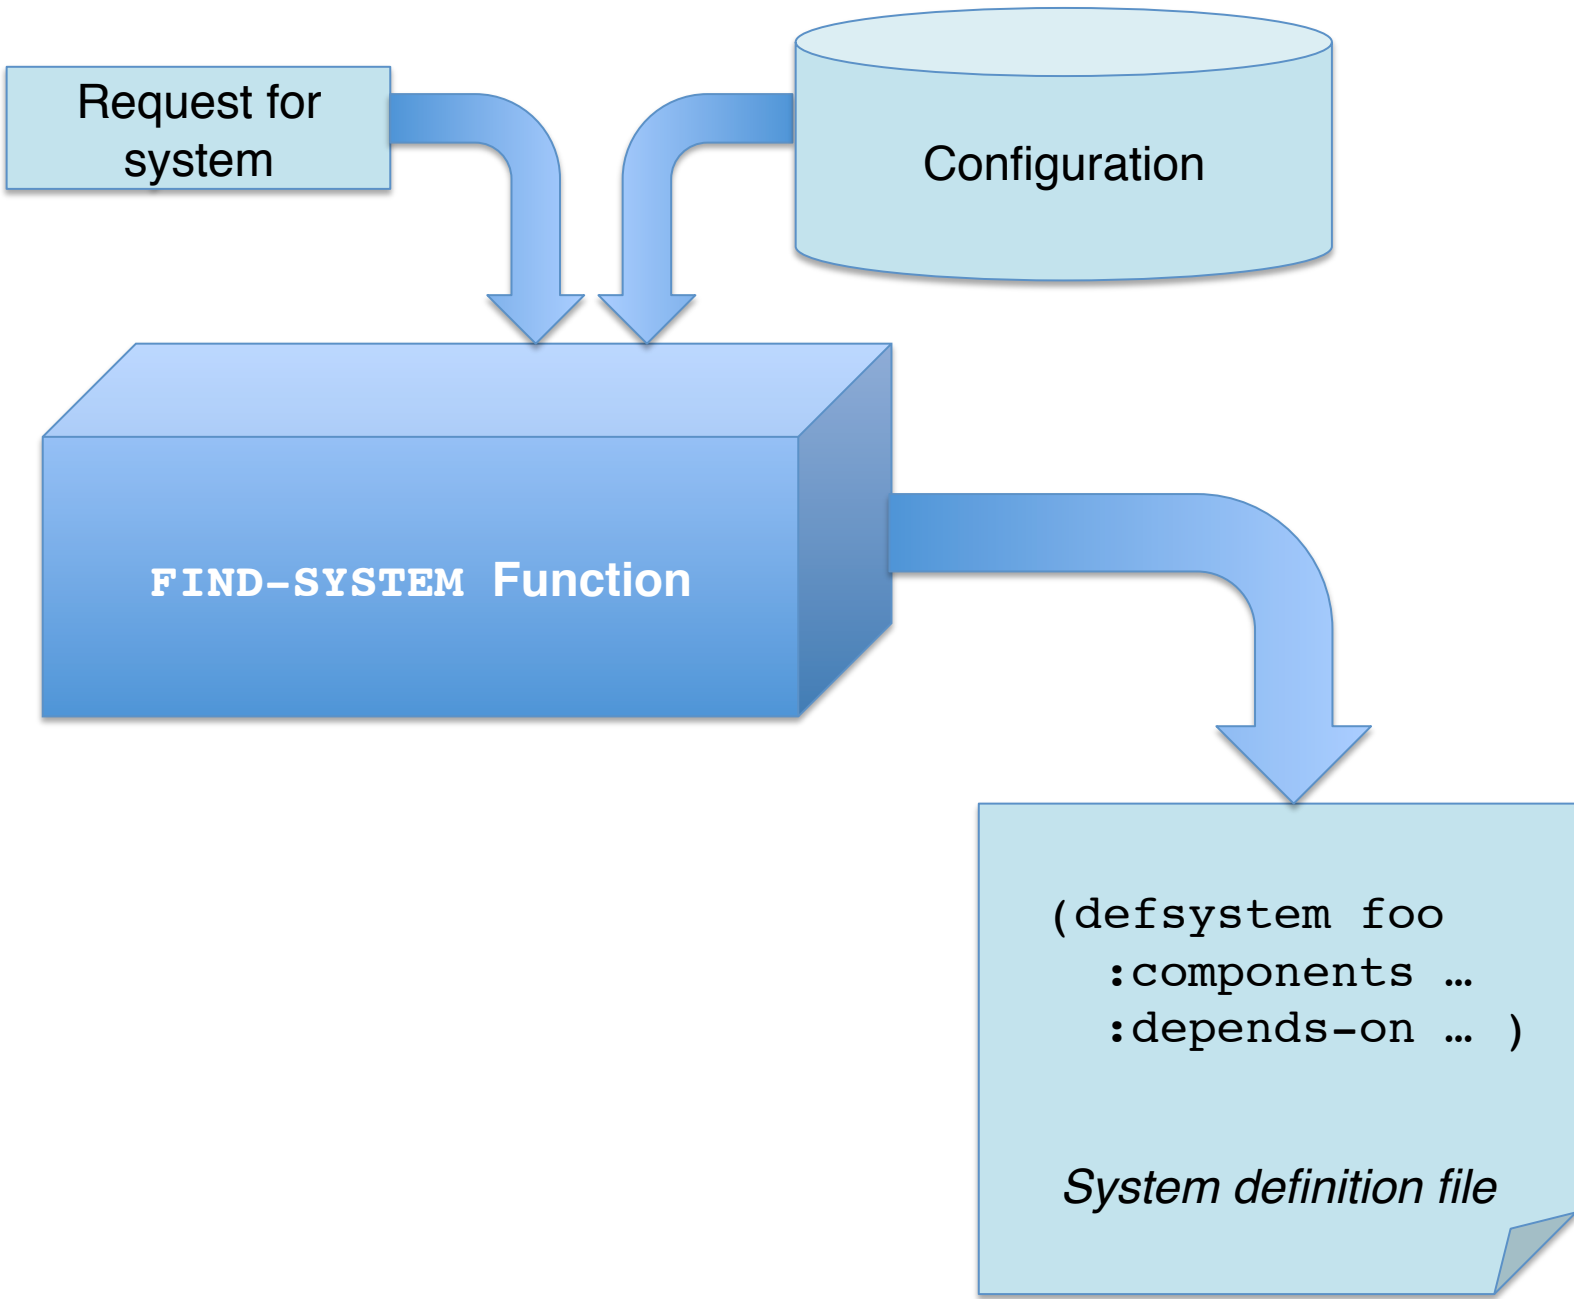 Request for
system
Configuration
FIND-SYSTEM Function
(defsystem foo
:components …
:depends-on … )
System definition file